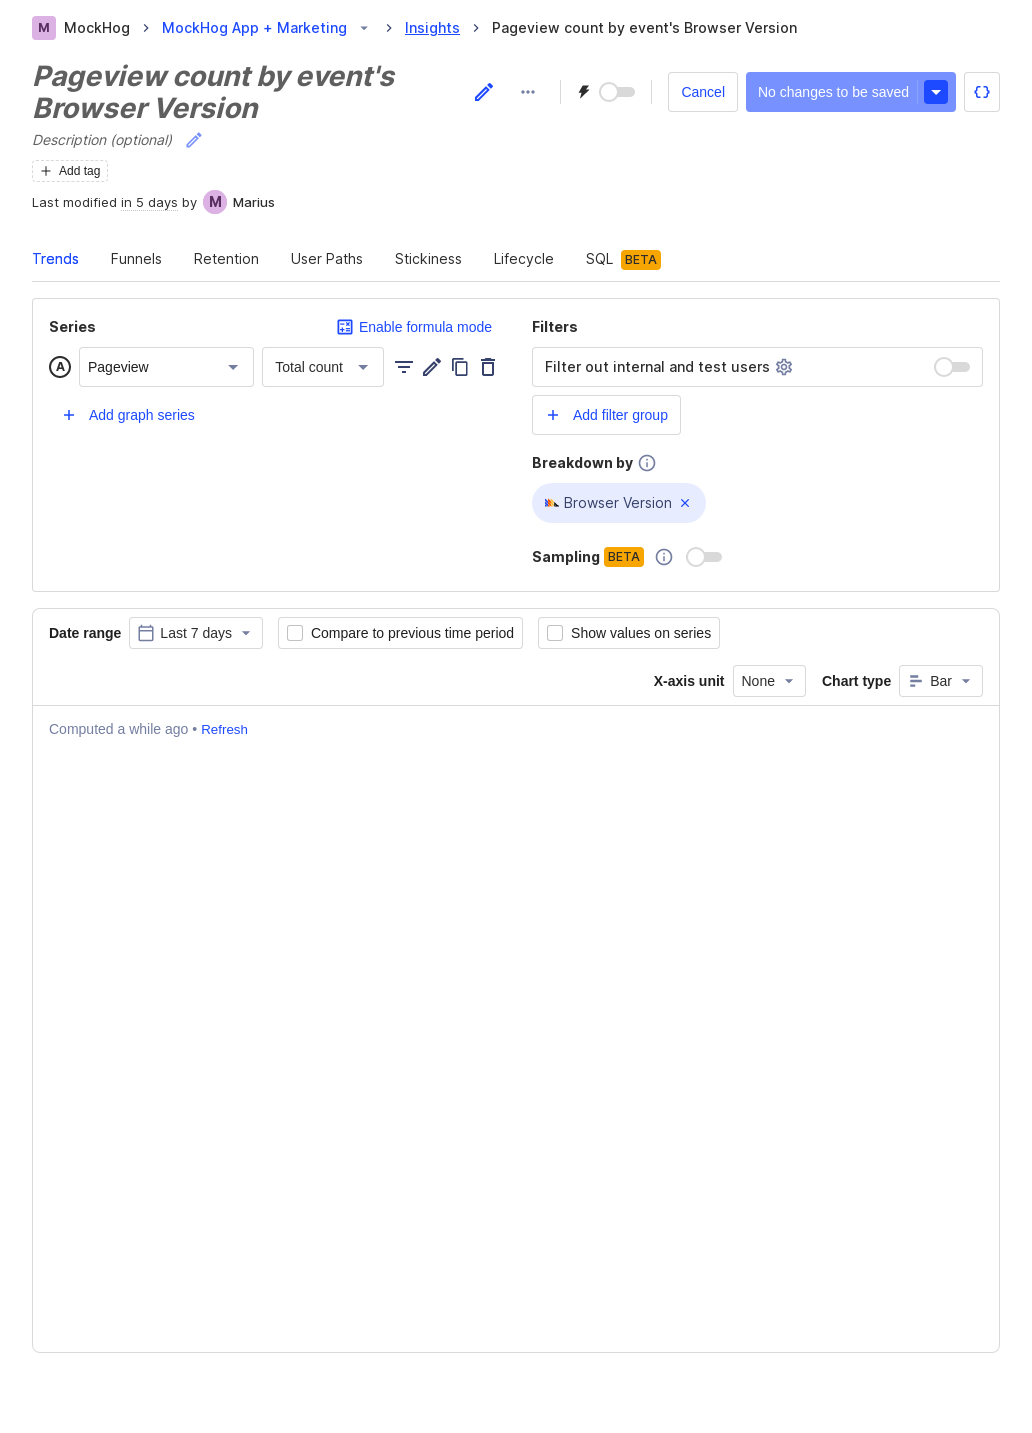 M MockHog MockHog App + Marketing Insights Pageview count by event's Browser Version
Pageview count by event's
Browser Version
Cancel No changes to be saved
Description (optional)
Add tag
Last modified in 5 days by M Marius
Trends Funnels Retention User Paths Stickiness Lifecycle SQL BETA
Series Enable formula mode
A Pageview Total count
Add graph series
Filters
Filter out internal and test users
Add filter group
Breakdown by
Browser Version
Sampling BETA
Date range Last 7 days Compare to previous time period Show values on series
X-axis unit None Chart type Bar
Computed a while ago • Refresh